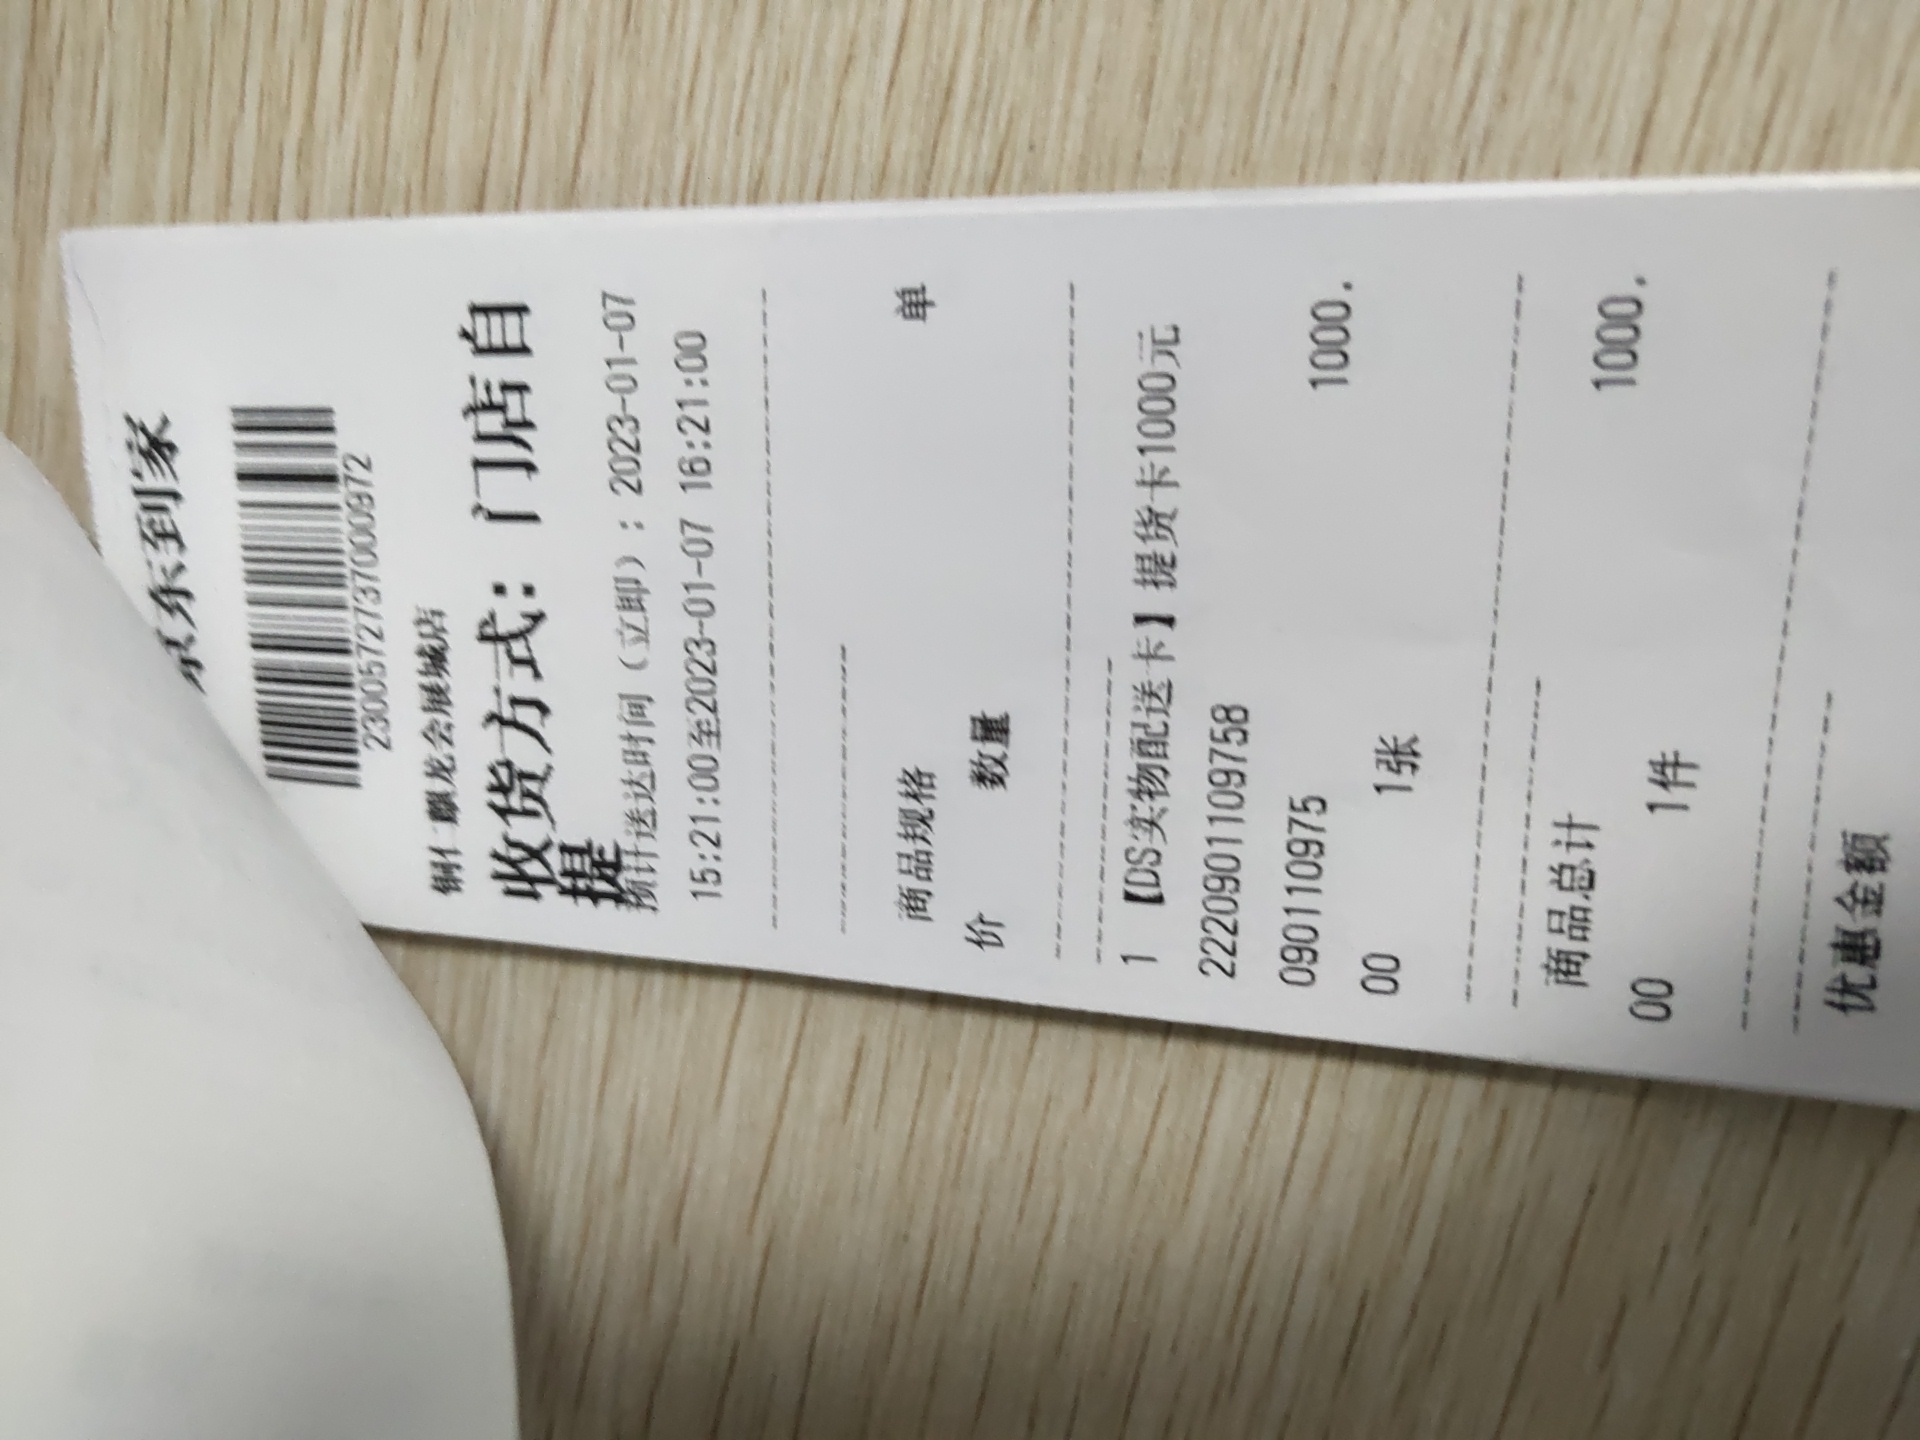 京东到家
2300572737000972
铜仁麒龙会展城店
收货方式：门店自
提
预计送达时间（立即）：2023-01-07
15:21:00至2023-01-07 16:21:00
商品规格 单
价 数量
1 【DS实物配送卡】提货卡1000元
2220901109758
090110975 1000.
00 1张
商品总计 1000.
00 1件
优惠金额